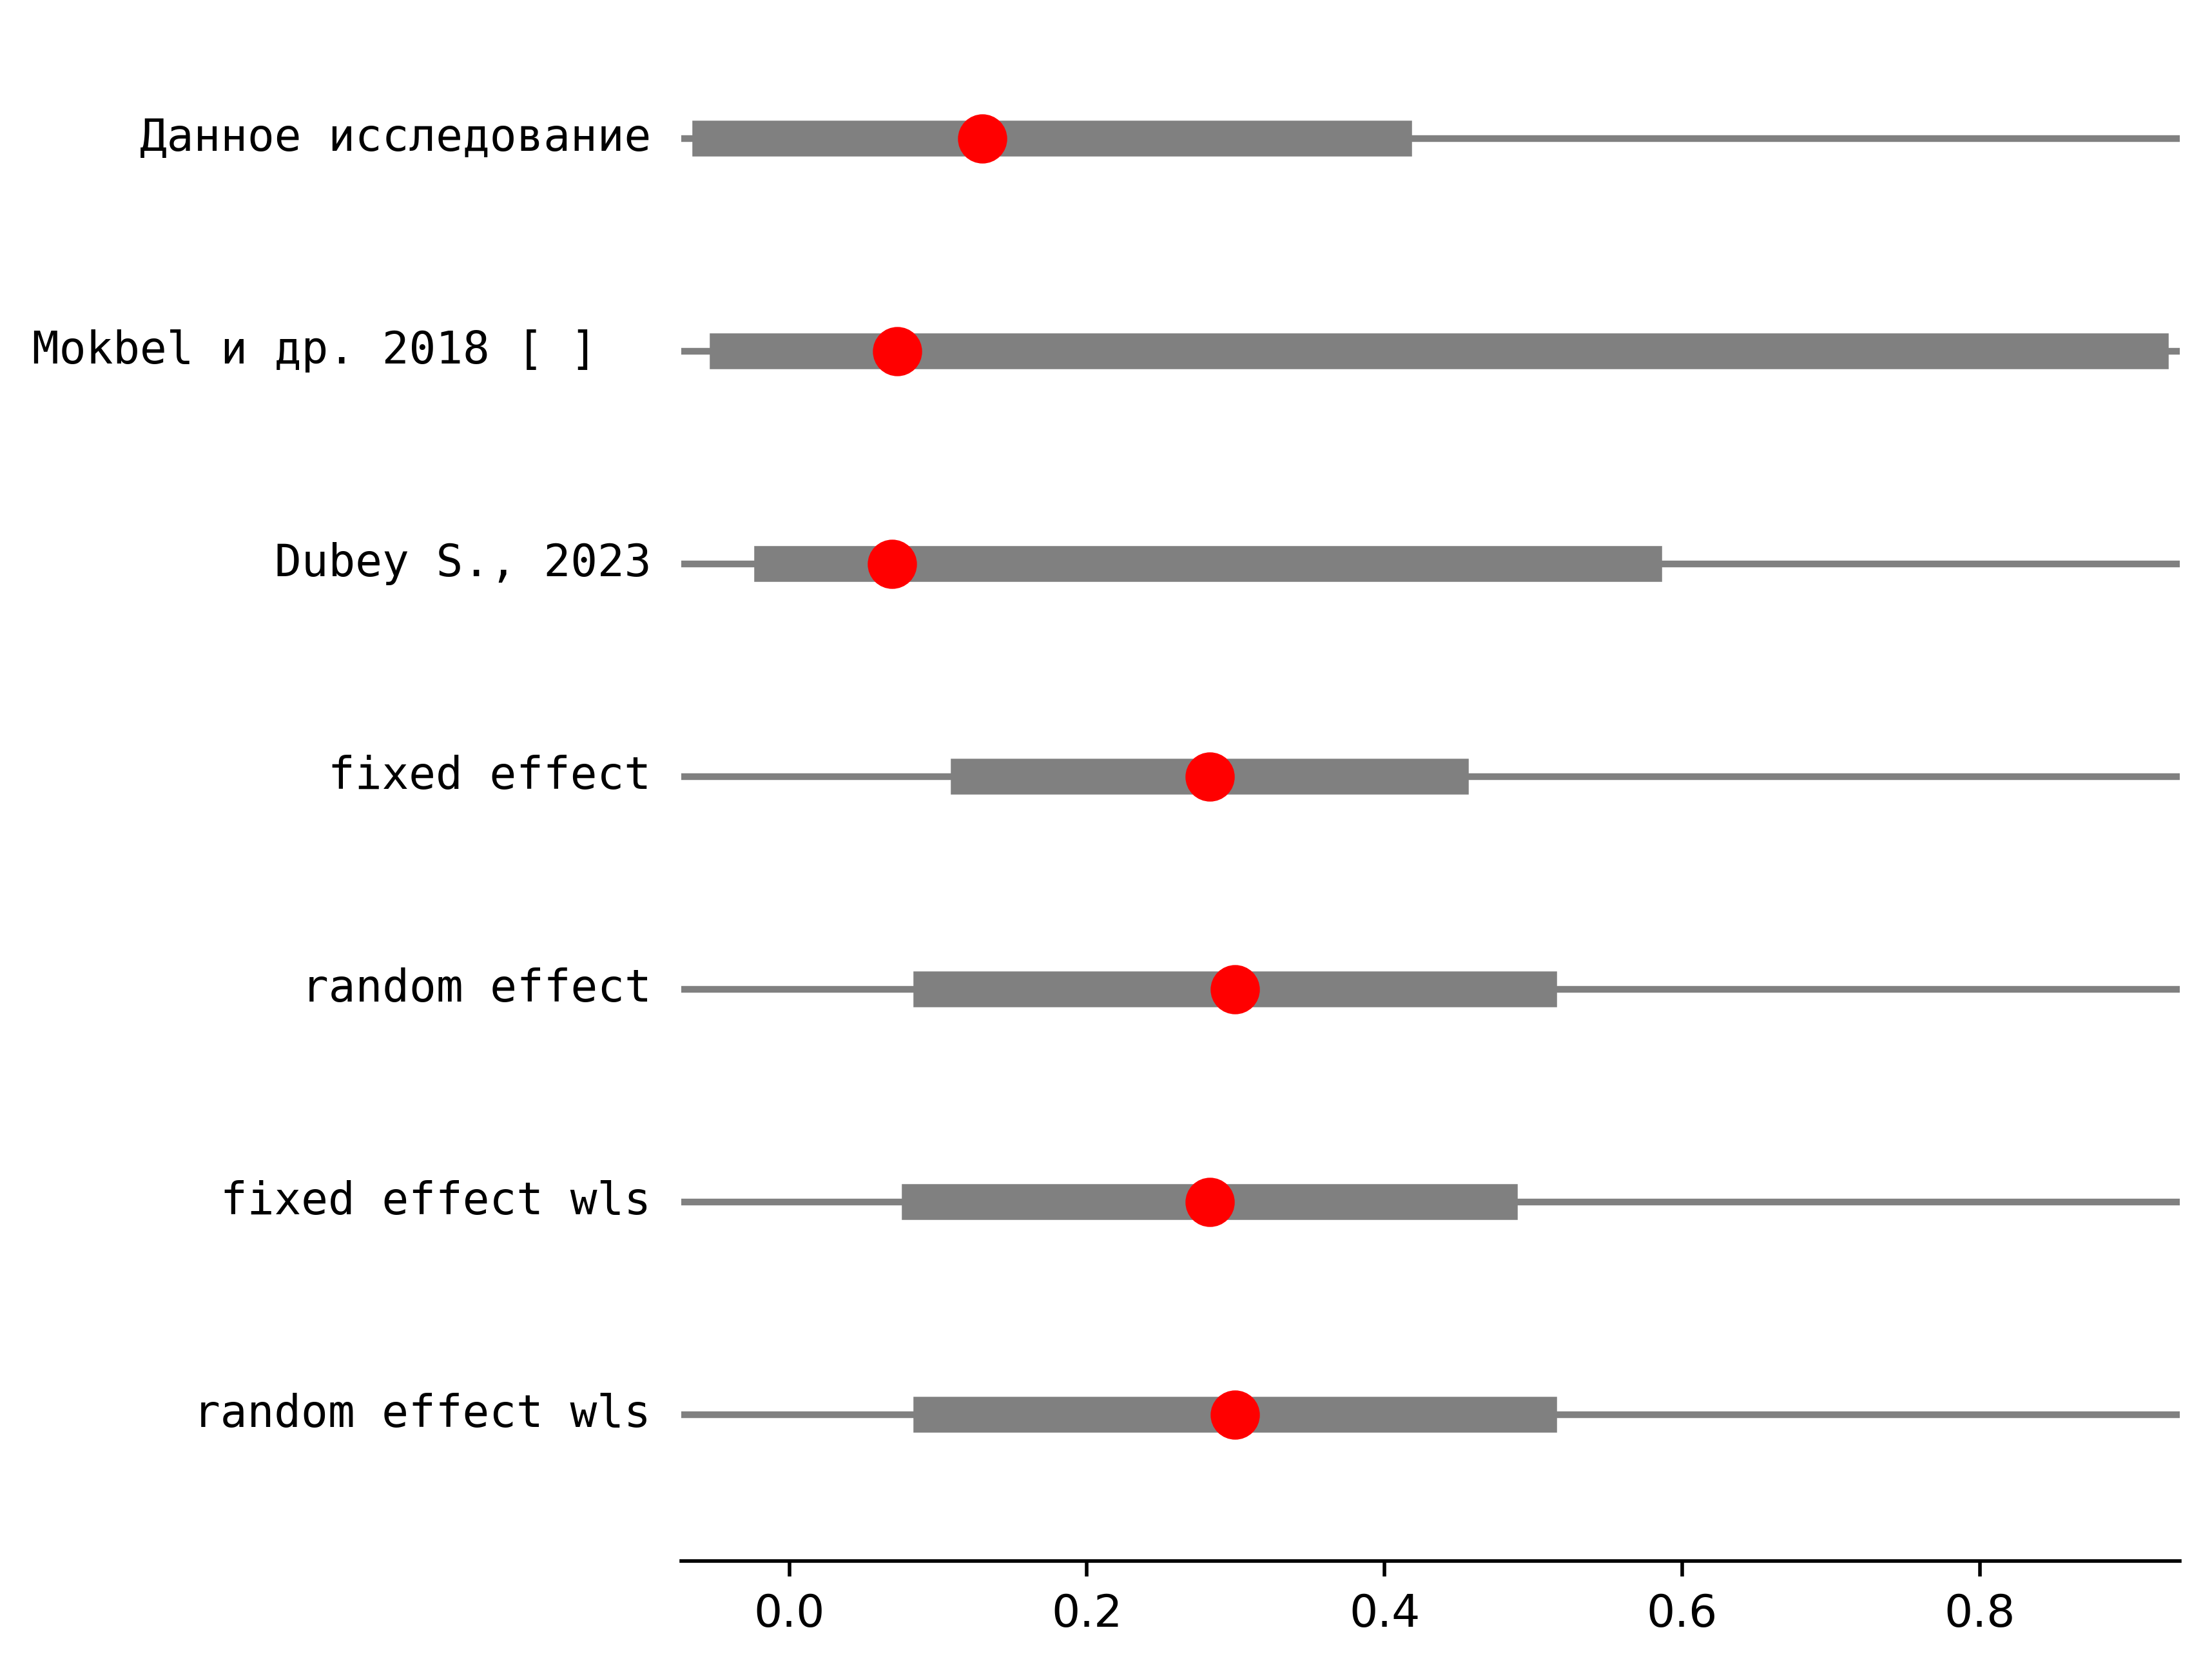 Данное исследование
Mokbel и др. 2018 [ ]
Dubey S., 2023
fixed effect
random effect
fixed effect wls
random effect wls
0.0 0.2 0.4 0.6 0.8